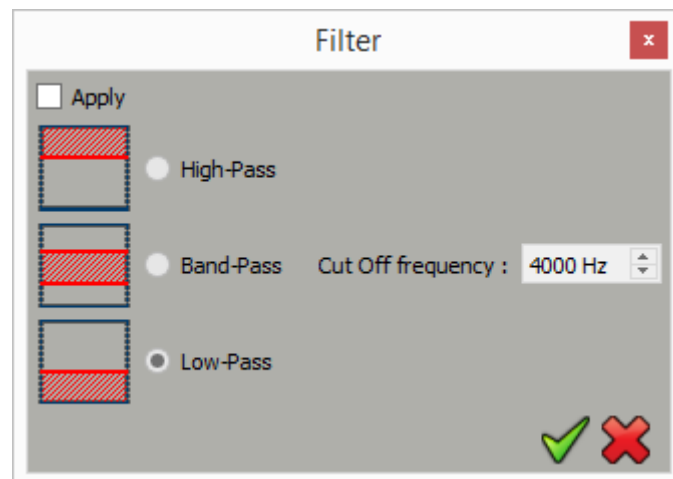 Filter
x
Apply
High-Pass
Band-Pass Cut Off frequency : 4000 Hz
Low-Pass